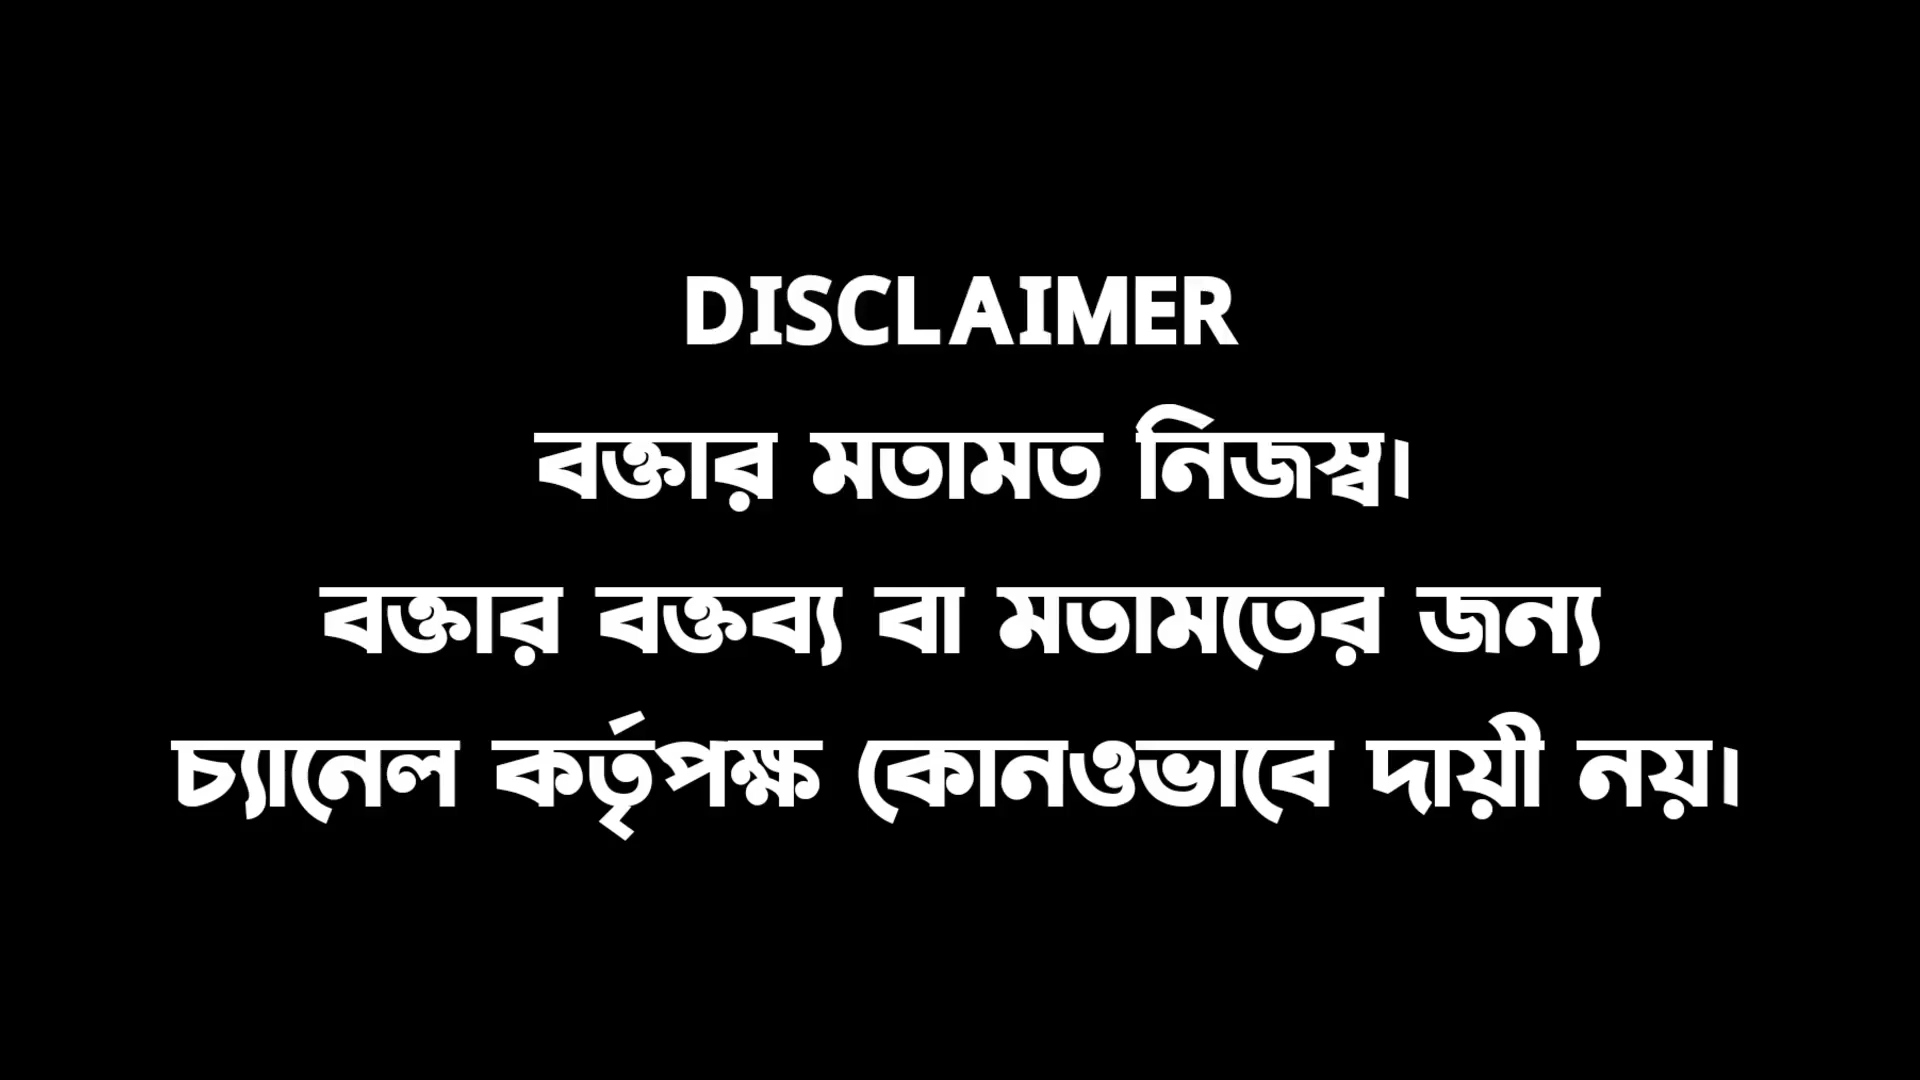 DISCLAIMER
বক্তার মতামত নিজস্ব।
বক্তার বক্তব্য বা মতামতের জন্য
চ্যানেল কর্তৃপক্ষ কোনওভাবে দায়ী নয়।